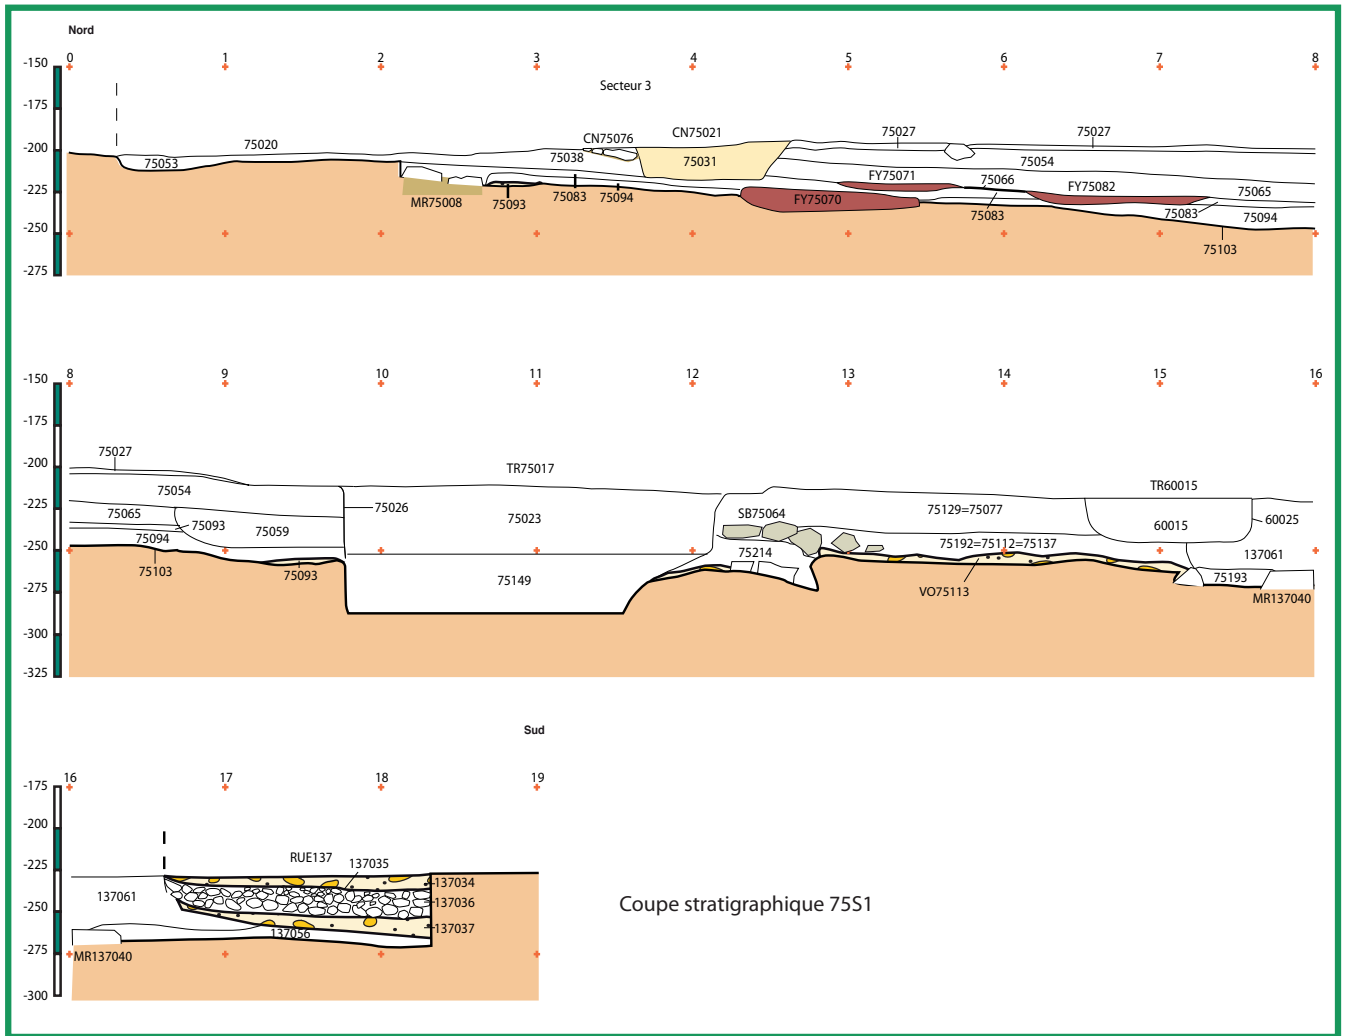 Nord
0 1 2 3 4 5 6 7 8
-150
Secteur 3
-175
CN75076 CN75021 75027 75027
75020
-200
75053 75038 75031 75054
FY75071 75066 FY75082
-225
MR75008 75093 75083 75094 FY75070 75083 75083 75065
75094
-250
75103
-275
8 9 10 11 12 13 14 15 16
-150
-175
75027 TR75017
-200
75054 TR60015
75065 75026 75023 SB75064 75129=75077
-225
75093 75059 60015 60025
75094 75214 75192=75112=75137 137061
-250
75103 75093 75149 75193
-275
VO75113 MR137040
-300
-325
Sud
16 17 18 19
-175
-200
RUE137 137035
-225
137034
137061 137036
-250
137056 137037
MR137040
-275
-300
Coupe stratigraphique 75S1